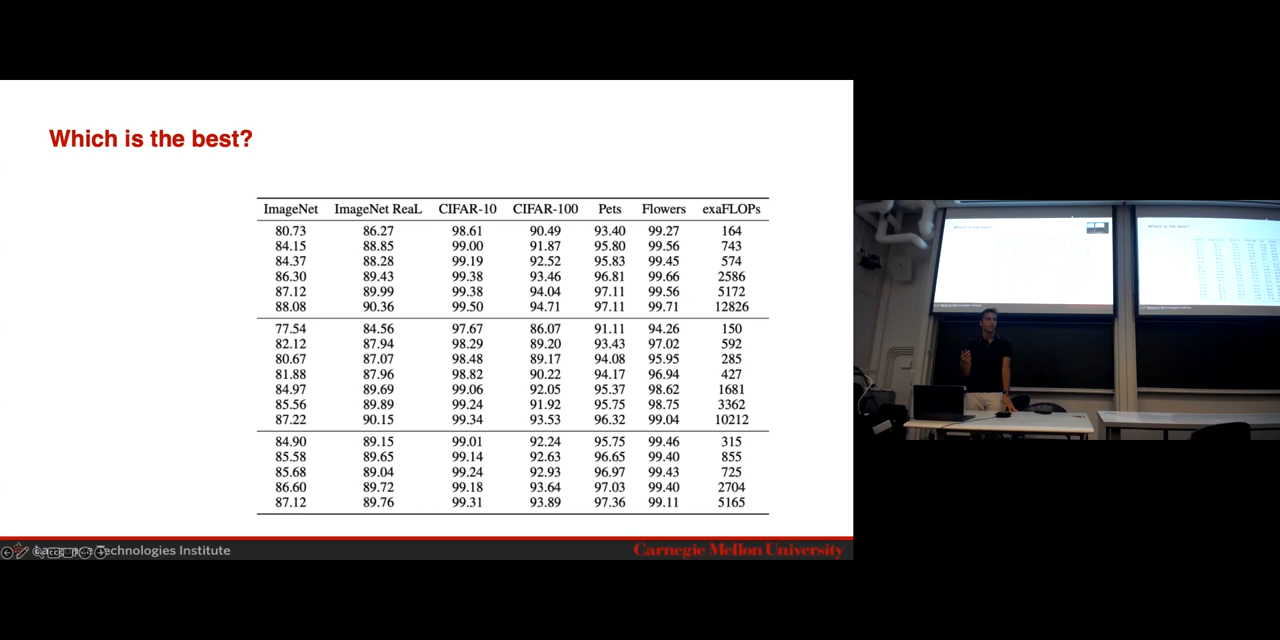 Which is the best?
ImageNet ImageNet ReaL CIFAR-10 CIFAR-100 Pets Flowers exaFLOPs
80.73 86.27 98.61 90.49 93.40 99.27 164
84.15 88.85 99.00 91.87 95.80 99.56 743
84.37 88.28 99.19 92.52 95.83 99.45 574
86.30 89.43 99.38 93.46 96.81 99.66 2586
87.12 89.99 99.38 94.04 97.11 99.56 5172
88.08 90.36 99.50 94.71 97.11 99.71 12826
77.54 84.56 97.67 86.07 91.11 94.26 150
82.12 87.94 98.29 89.20 93.43 97.02 592
80.67 87.07 98.48 89.17 94.08 95.95 285
81.88 87.96 98.82 90.22 94.17 96.94 427
84.97 89.69 99.06 92.05 95.37 98.62 1681
85.56 89.89 99.24 91.92 95.75 98.75 3362
87.22 90.15 99.34 93.53 96.32 99.04 10212
84.90 89.15 99.01 92.24 95.75 99.46 315
85.58 89.65 99.14 92.63 96.65 99.40 855
85.68 89.04 99.24 92.93 96.97 99.43 725
86.60 89.72 99.18 93.64 97.03 99.40 2704
87.12 89.76 99.31 93.89 97.36 99.11 5165
Technologies Institute
Carnegie Mellon University
Which is the best?
Which is the best?